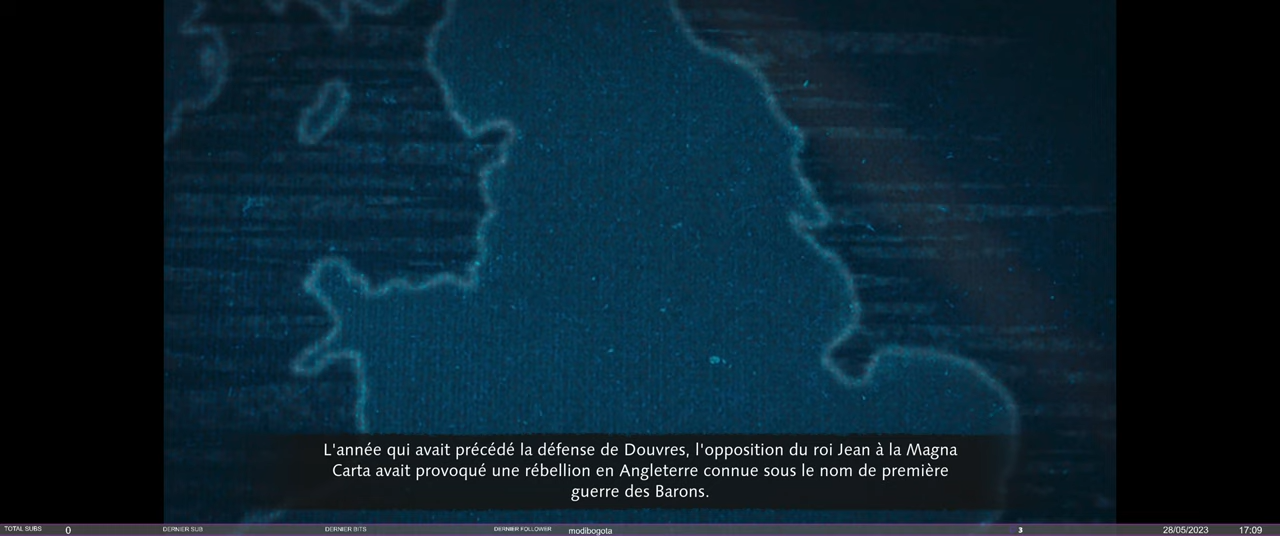 L'année qui avait précédé la défense de Douvres, l'opposition du roi Jean à la Magna
Carta avait provoqué une rébellion en Angleterre connue sous le nom de première
guerre des Barons.
TOTAL SUBS 0 DERNIER SUB DERNIER BITS DERNIER FOLLOWER modibogota 3 28/05/2023 17:09